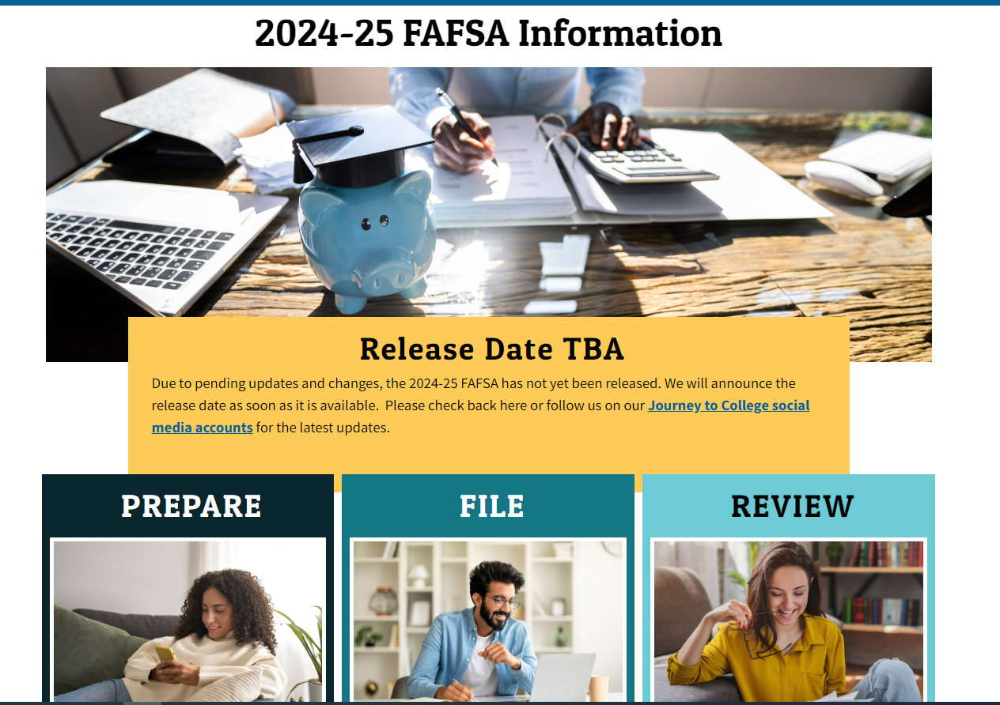 2024-25 FAFSA Information
Release Date TBA
Due to pending updates and changes, the 2024-25 FAFSA has not yet been released. We will announce the
release date as soon as it is available.  Please check back here or follow us on our Journey to College social
media accounts for the latest updates.
PREPARE
FILE
REVIEW